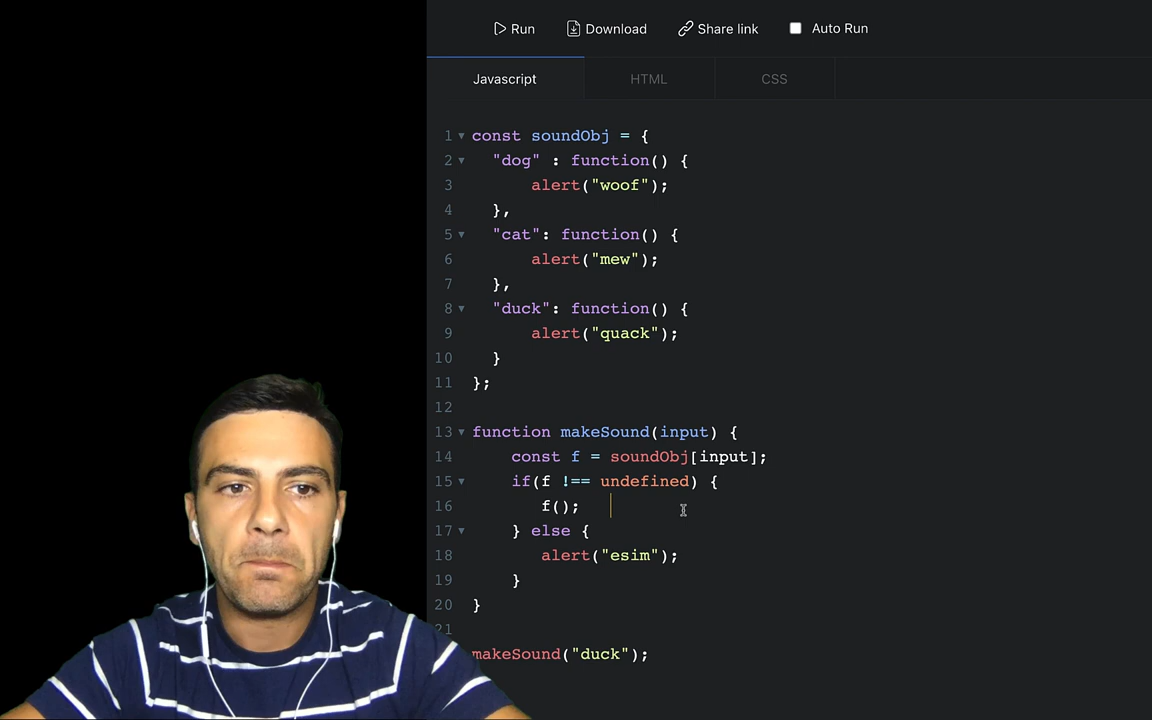 Run Download Share link Auto Run
Javascript HTML CSS
1 const soundObj = {
2 "dog" : function() {
3 alert("woof");
4 },
5 "cat": function() {
6 alert("mew");
7 },
8 "duck": function() {
9 alert("quack");
10 }
11 };
12
13 function makeSound(input) {
14 const f = soundObj[input];
15 if(f !== undefined) {
16 f();
17 } else {
18 alert("esim");
19 }
20 }
21
makeSound("duck");